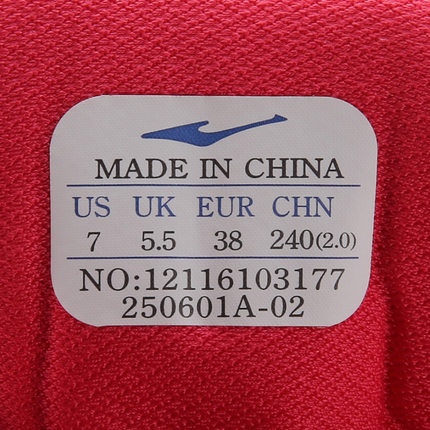 MADE IN CHINA
US UK EUR CHN
7 5.5 38 240(2.0)
NO:12116103177
250601A-02